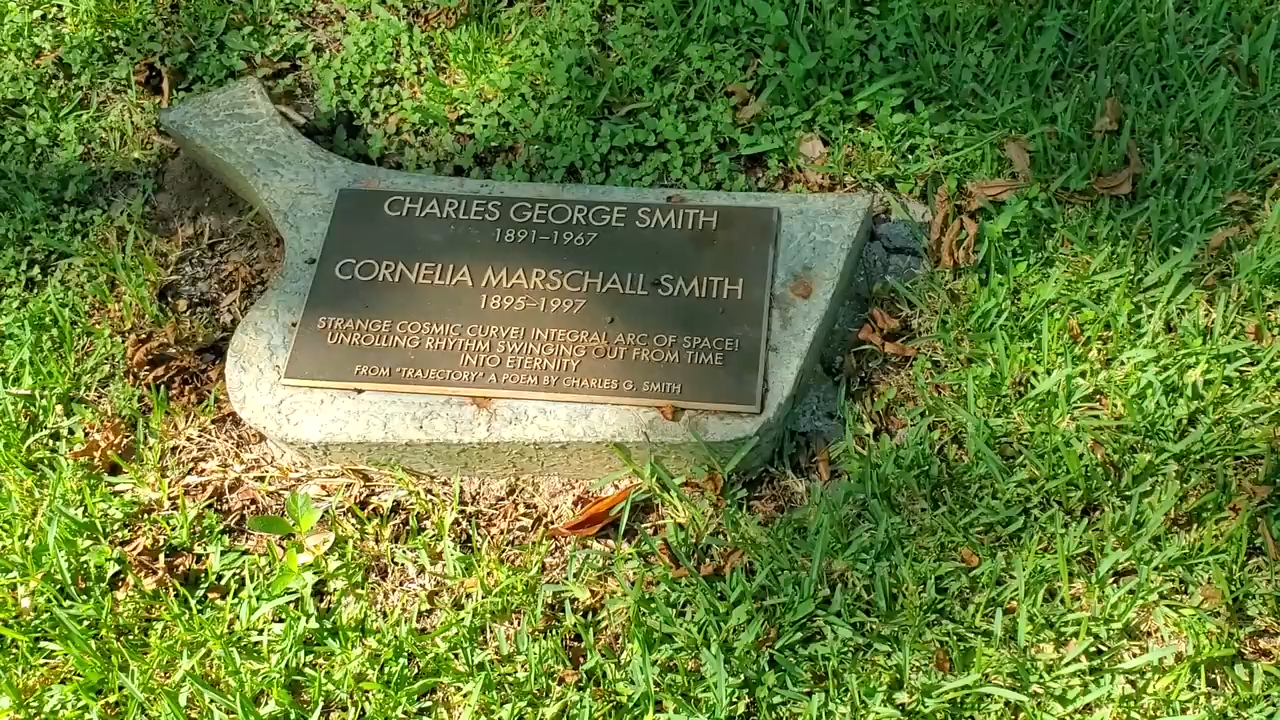 CHARLES GEORGE SMITH
1891–1967
CORNELIA MARSCHALL SMITH
1895–1997
STRANGE COSMIC CURVE! INTEGRAL ARC OF SPACE!
UNROLLING RHYTHM SWINGING OUT FROM TIME
INTO ETERNITY
FROM "TRAJECTORY" A POEM BY CHARLES G. SMITH